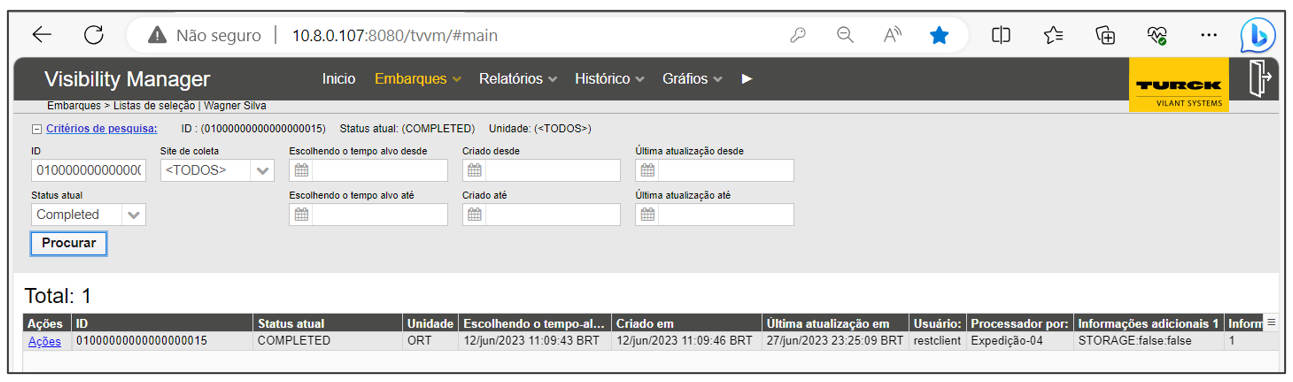 Não seguro | 10.8.0.107:8080/tvvm/#main
Visibility Manager Inicio Embarques Relatórios Histórico Gráfios
TURCK
VILANT SYSTEMS
Embarques > Listas de seleção | Wagner Silva
Critérios de pesquisa: ID : (01000000000000000015) Status atual: (COMPLETED) Unidade: (<TODOS>)
ID Site de coleta Escolhendo o tempo alvo desde Criado desde Última atualização desde
<TODOS>
Status atual Escolhendo o tempo alvo até Criado até Última atualização até
Completed
Procurar
Total: 1
Ações ID Status atual Unidade Escolhendo o tempo-al... Criado em Última atualização em Usuário: Processador por: Informações adicionais 1 Inform
Ações 01000000000000000015 COMPLETED ORT 12/jun/2023 11:09:43 BRT 12/jun/2023 11:09:46 BRT 27/jun/2023 23:25:09 BRT restclient Expedição-04 STORAGE:false:false 1